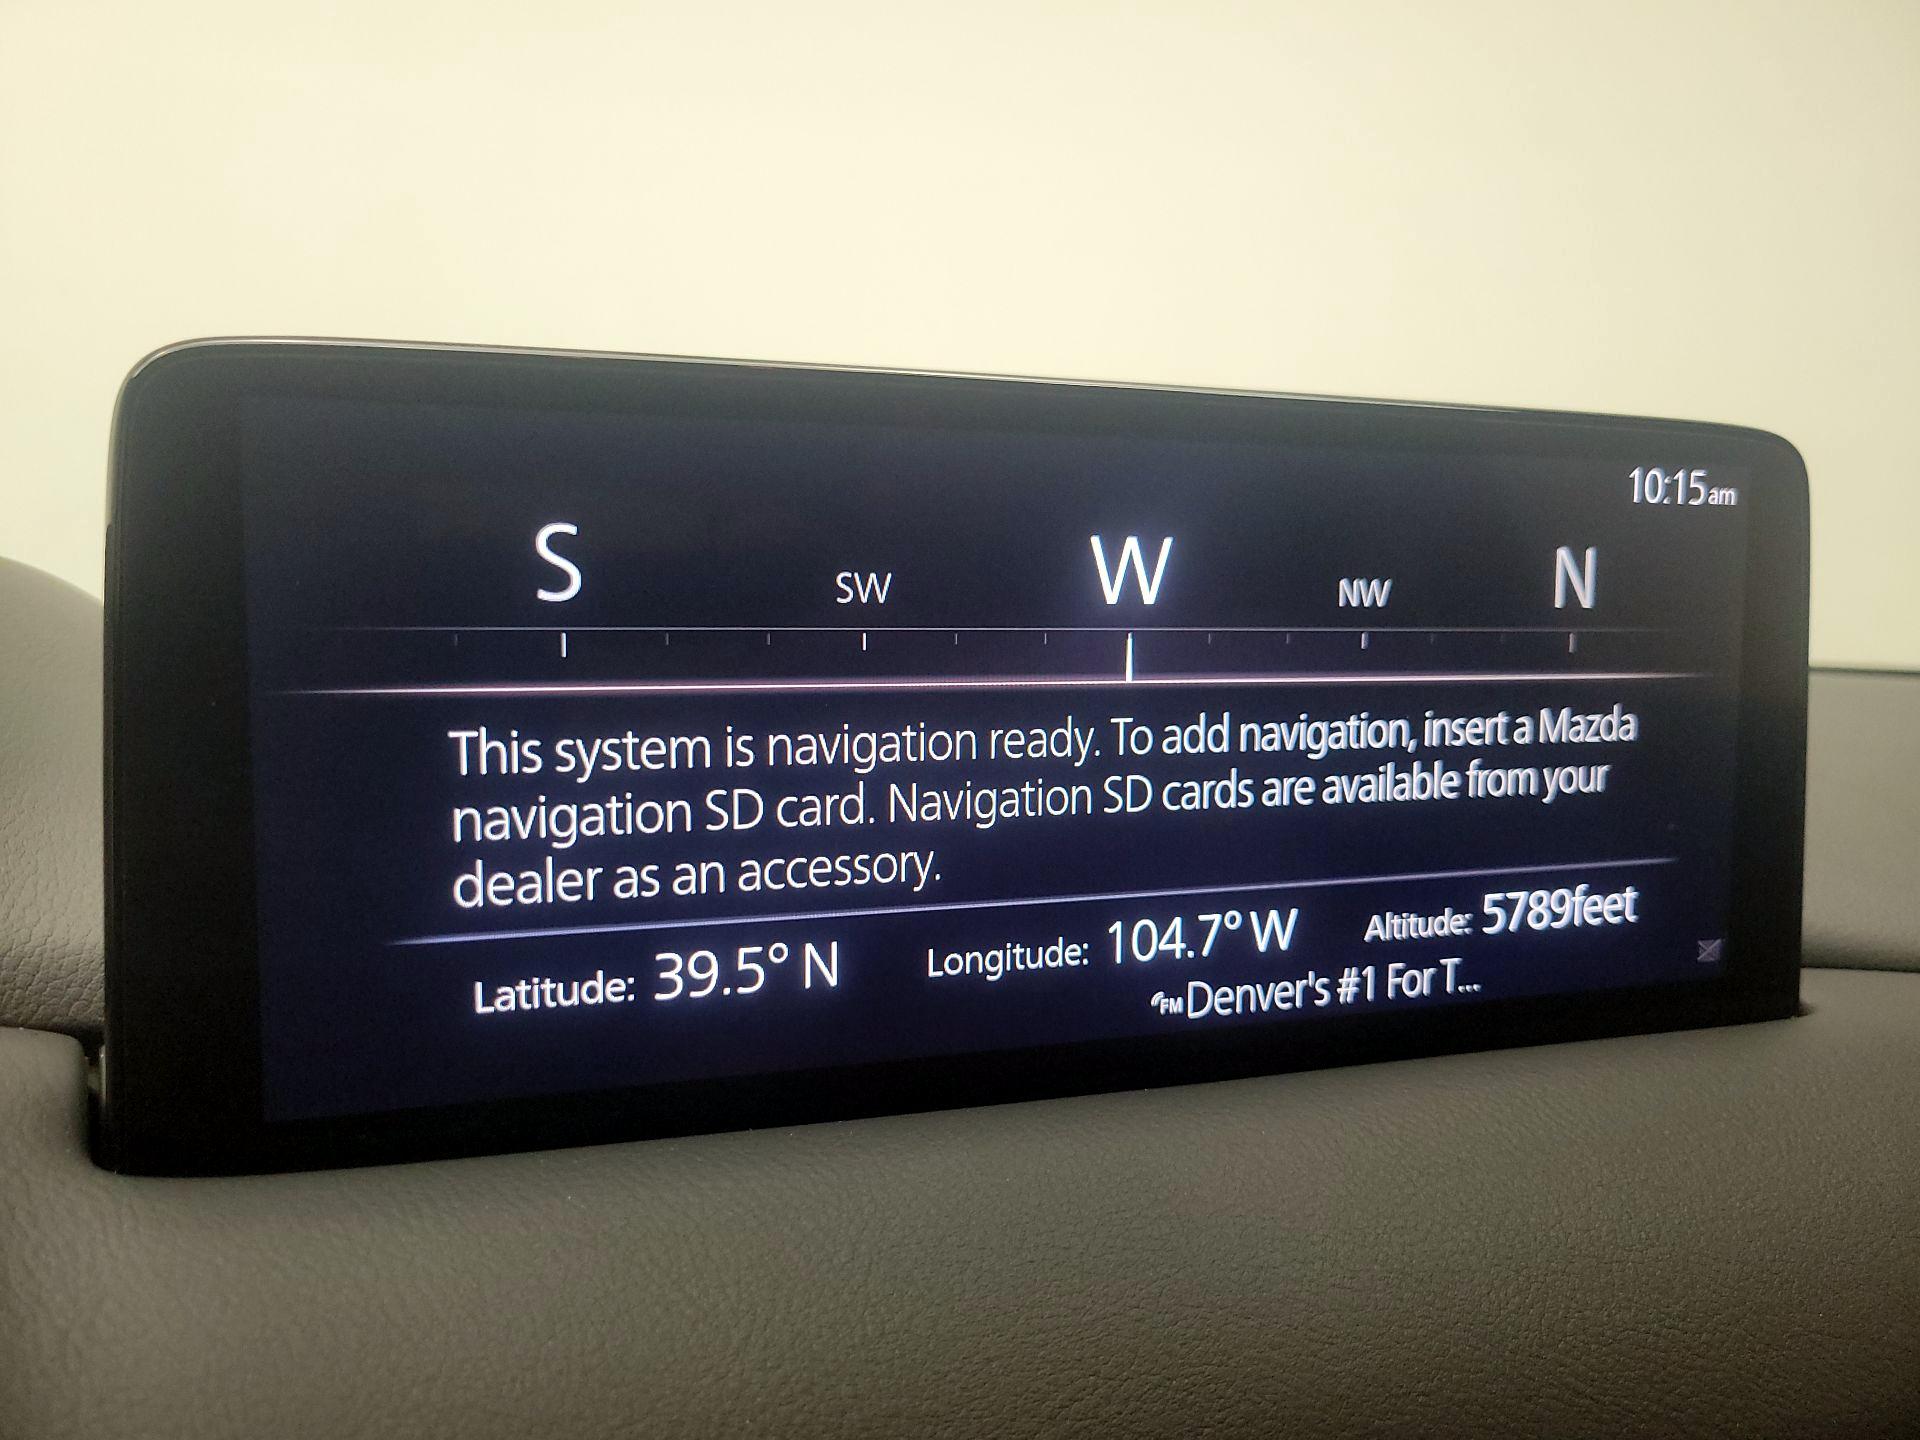 10:15am
S SW W NW N
This system is navigation ready. To add navigation, insert a Mazda
navigation SD card. Navigation SD cards are available from your
dealer as an accessory.
Latitude: 39.5° N Longitude: 104.7° W Altitude: 5789feet
FM Denver's #1 For T...